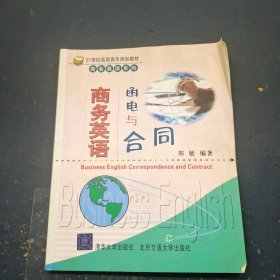 21世纪高职高专规划教材
商务英语系列
商务英语
函电与
合同
郑敏 编著
Business English Correspondence and Contract
Business English
清华大学出版社 北京交通大学出版社